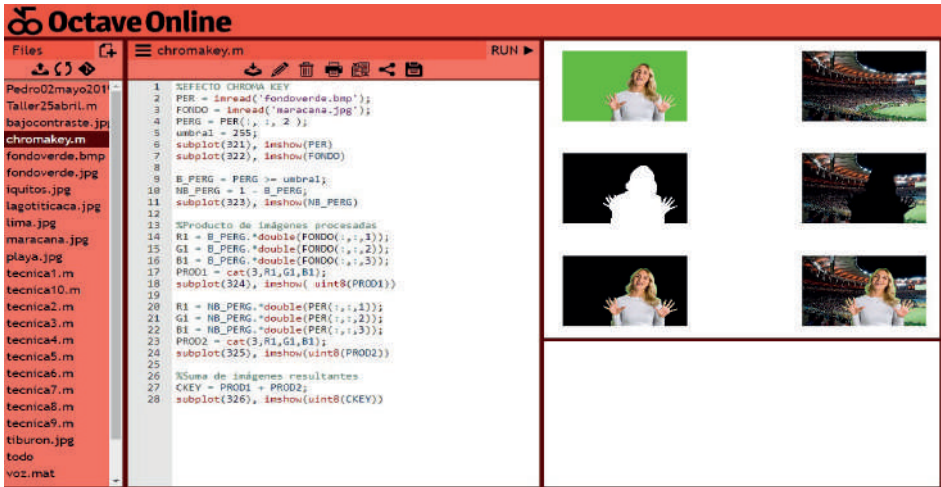 Octave Online
Files
chromakey.m
RUN
Pedro02mayo201
Taller25abril.m
bajocontraste.jp
chromakey.m
fondoverde.bmp
fondoverde.jpg
iquitos.jpg
lagotiticaca.jpg
lima.jpg
maracana.jpg
playa.jpg
tecnica1.m
tecnica10.m
tecnica2.m
tecnica3.m
tecnica4.m
tecnica5.m
tecnica6.m
tecnica7.m
tecnica8.m
tecnica9.m
tiburon.jpg
todo
voz.mat
1 %EFECTO CHROMA KEY
2 PER = imread('fondoverde.bmp');
3 FONDO = imread('maracana.jpg');
4 PERG = PER(:, :, 2 );
5 umbral = 255;
6 subplot(321), imshow(PER)
7 subplot(322), imshow(FONDO)
8
9 B_PERG = PERG >= umbral;
10 NB_PERG = 1 - B_PERG;
11 subplot(323), imshow(NB_PERG)
12
13 %Producto de imágenes procesadas
14 R1 = B_PERG.*double(FONDO(:,:,1));
15 G1 = B_PERG.*double(FONDO(:,:,2));
16 B1 = B_PERG.*double(FONDO(:,:,3));
17 PROD1 = cat(3,R1,G1,B1);
18 subplot(324), imshow( uint8(PROD1))
19
20 R1 = NB_PERG.*double(PER(:,:,1));
21 G1 = NB_PERG.*double(PER(:,:,2));
22 B1 = NB_PERG.*double(PER(:,:,3));
23 PROD2 = cat(3,R1,G1,B1);
24 subplot(325), imshow(uint8(PROD2))
25
26 %Suma de imágenes resultantes
27 CKEY = PROD1 + PROD2;
28 subplot(326), imshow(uint8(CKEY))